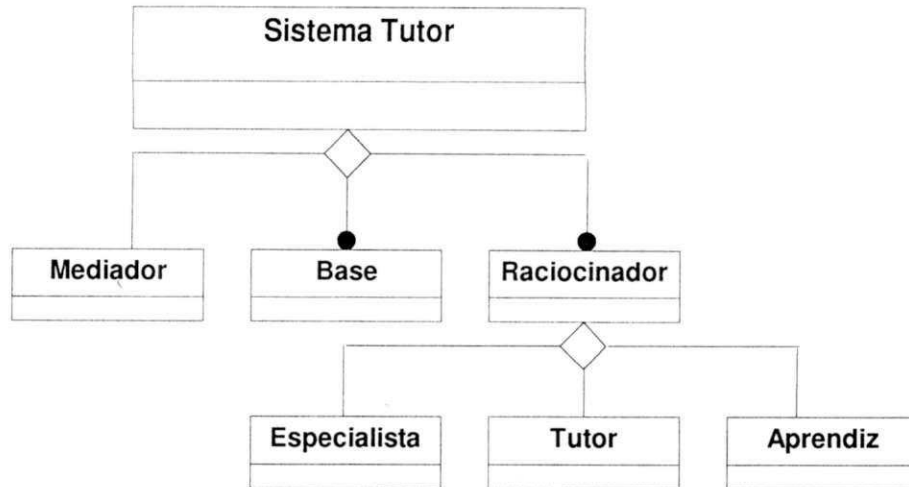 Sistema Tutor
Mediador
Base
Raciocinador
Especialista
Tutor
Aprendiz